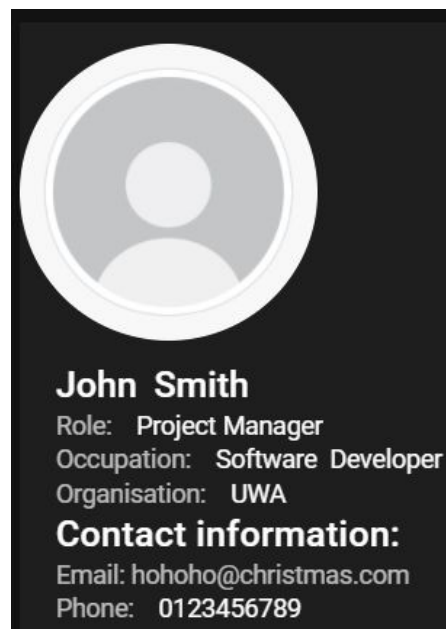 John Smith
Role: Project Manager
Occupation: Software Developer
Organisation: UWA
Contact information:
Email: hohoho@christmas.com
Phone: 0123456789